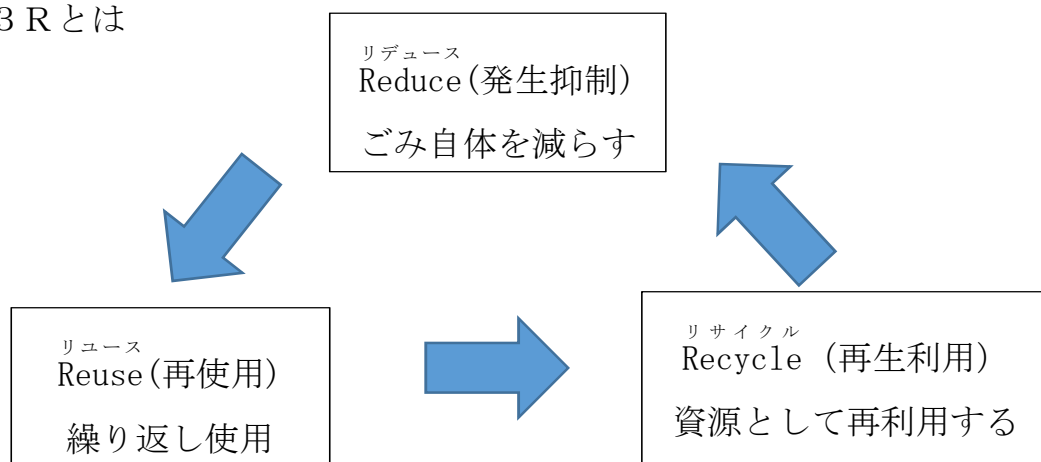 ３Ｒとは
リデュース
Reduce(発生抑制)
ごみ自体を減らす
リユース
Reuse(再使用)
繰り返し使用
リサイクル
Recycle (再生利用)
資源として再利用する